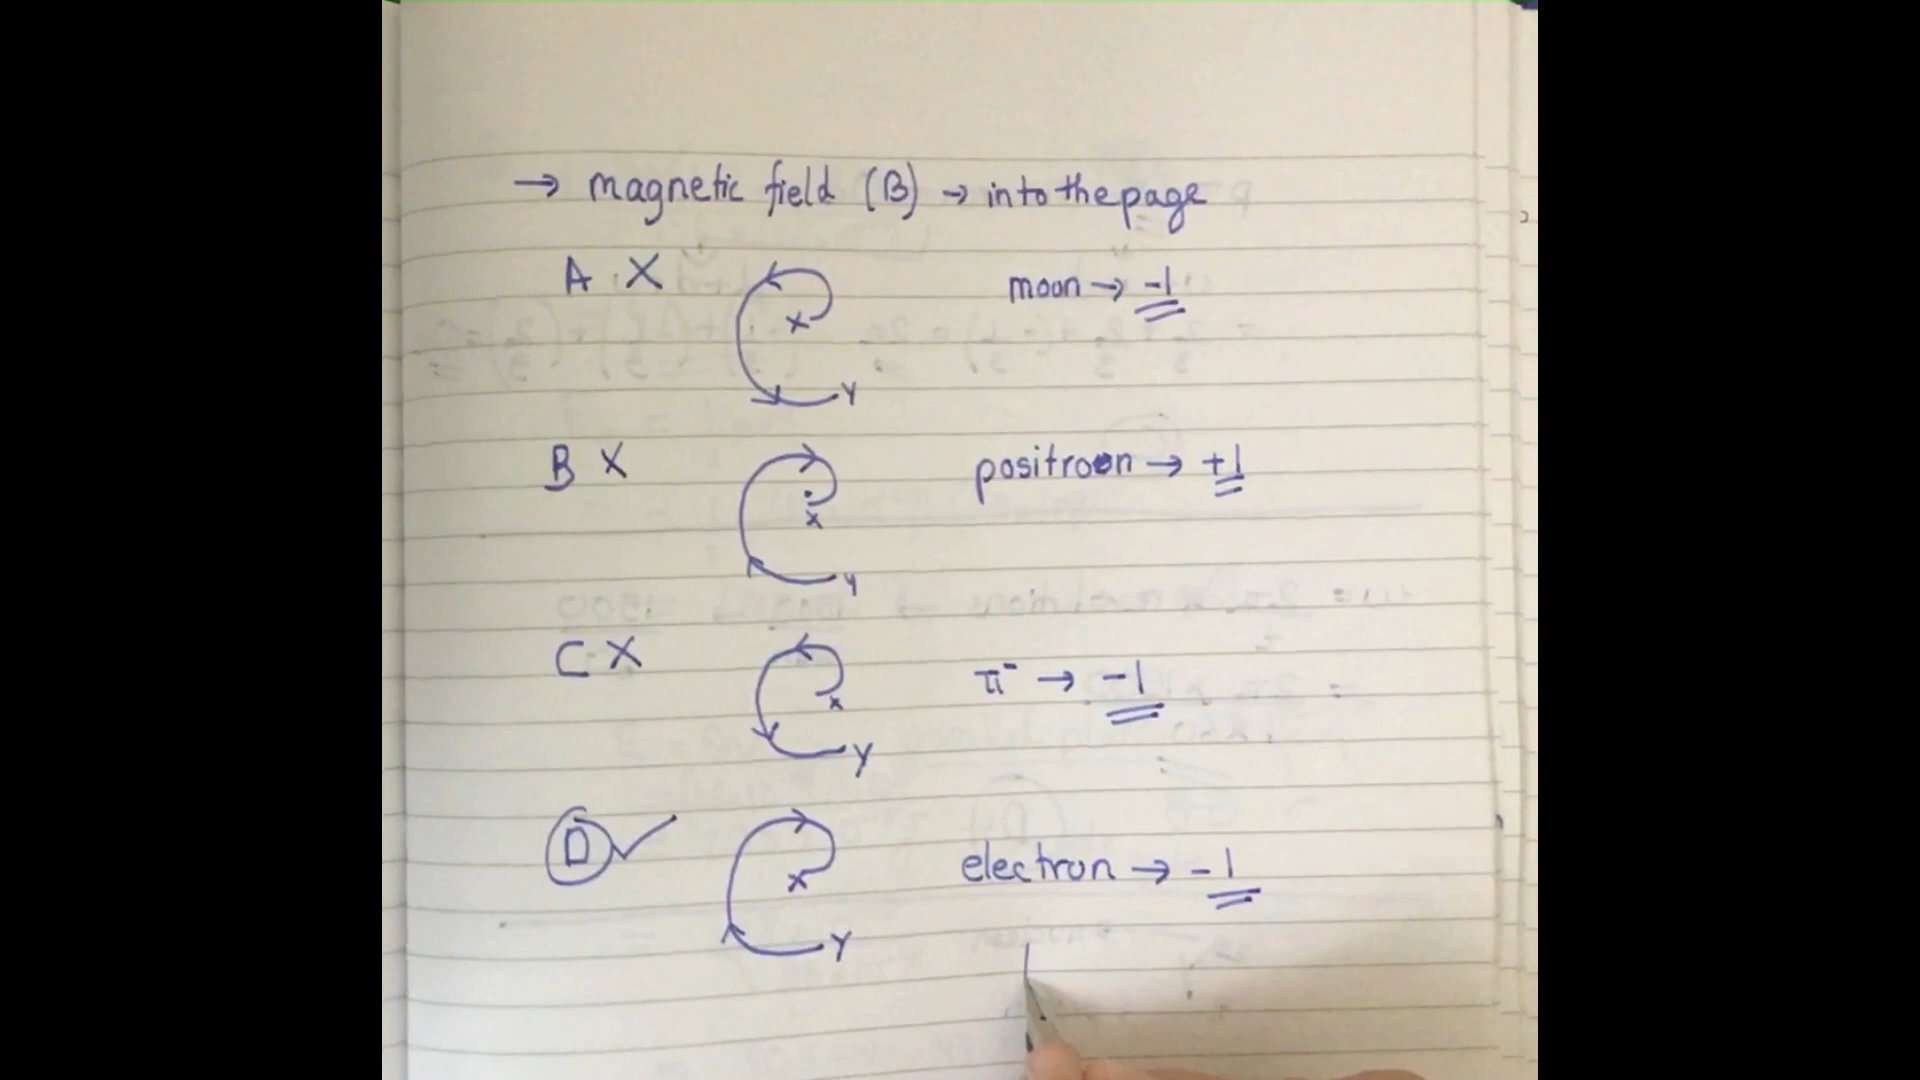 → magnetic field (B) → into the page
A X moon → -1
x
Y
B X positroon → +1
x
Y
C X π⁻ → -1
x
Y
D ✓ electron → -1
x
Y